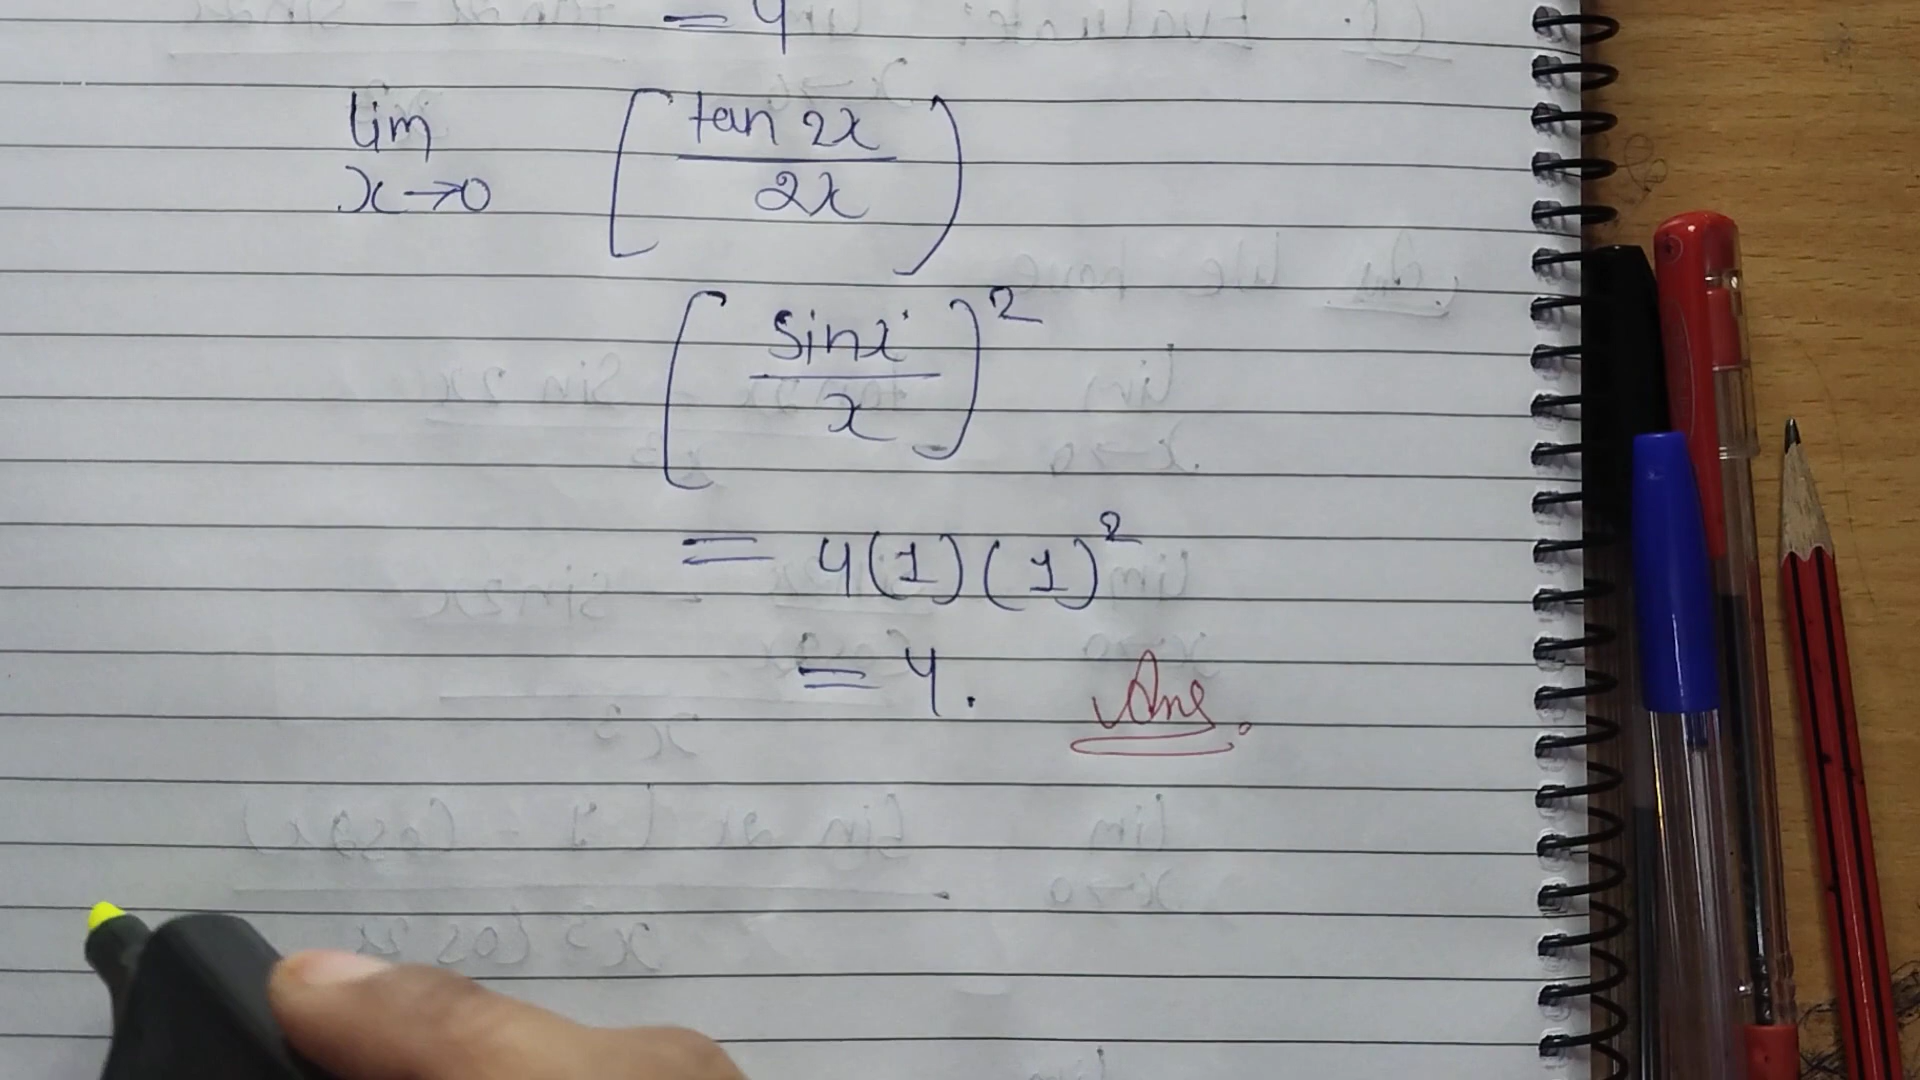 = 4
lim x→0 [tan 2x / 2x)
[sin x / x]²
= 4(1)(1)²
= 4. Ans.